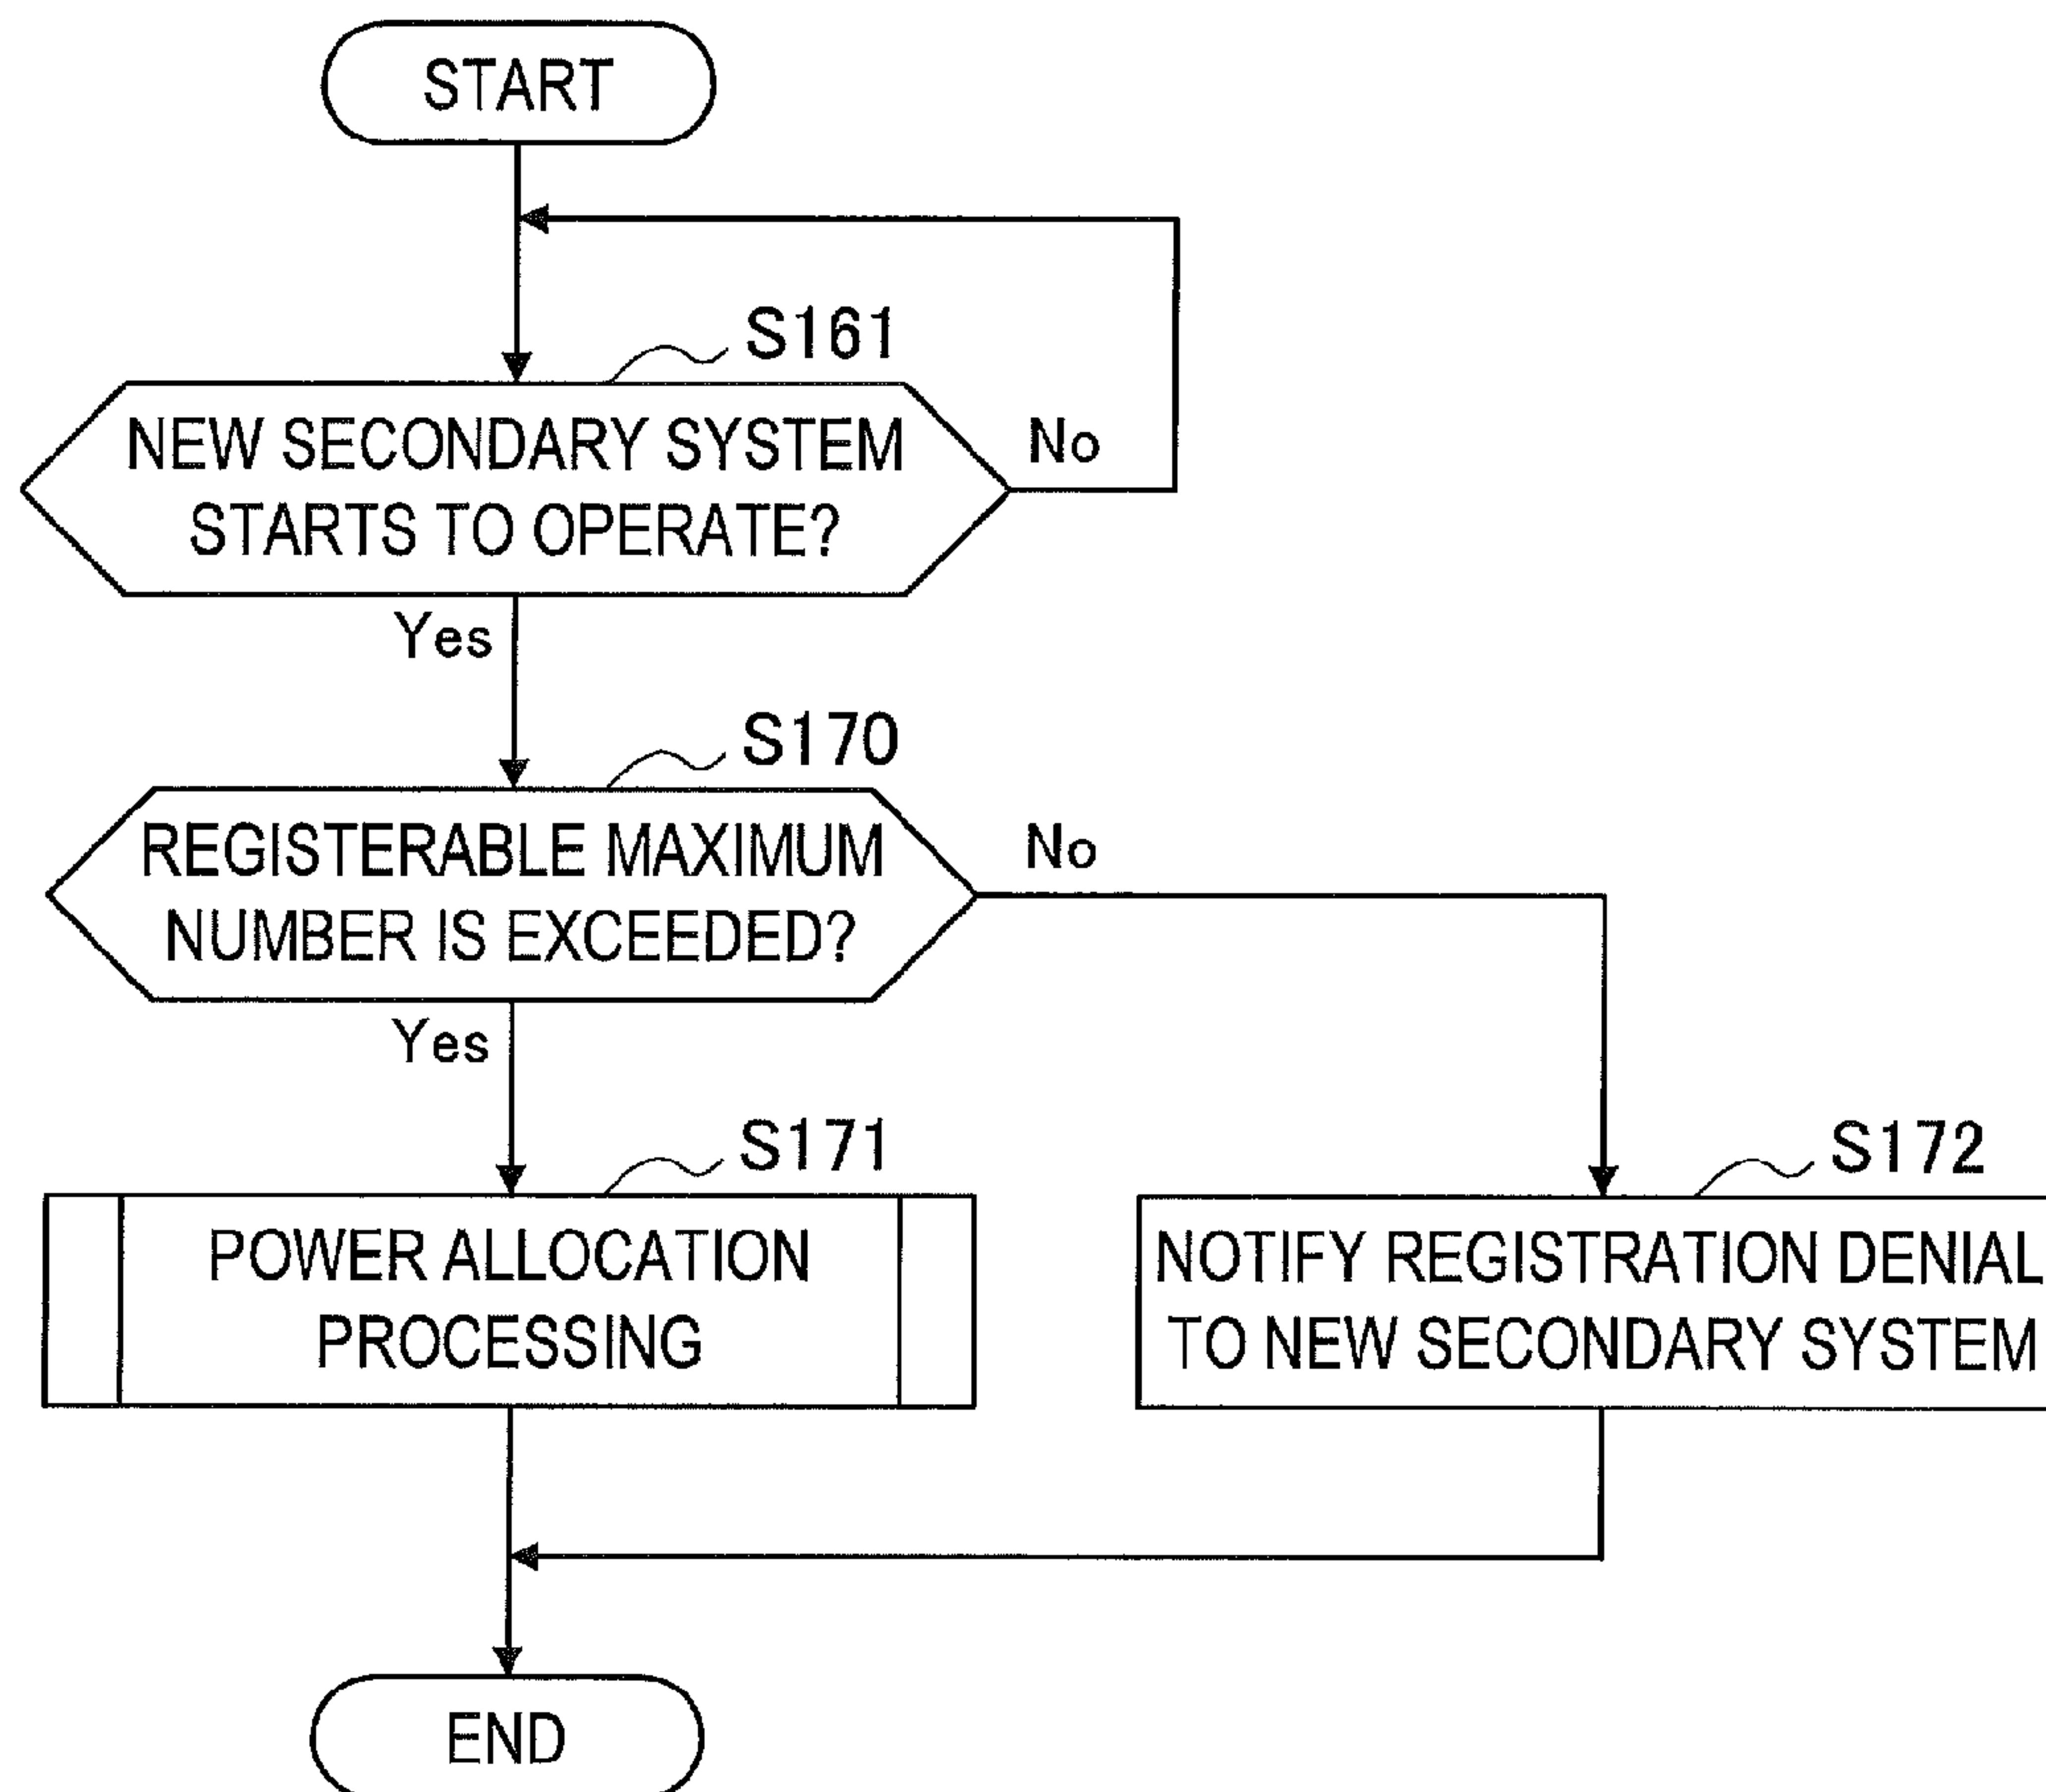 START
S161
NEW SECONDARY SYSTEM
STARTS TO OPERATE?
No
Yes
S170
REGISTERABLE MAXIMUM
NUMBER IS EXCEEDED?
No
Yes
S171
POWER ALLOCATION
PROCESSING
S172
NOTIFY REGISTRATION DENIAL
TO NEW SECONDARY SYSTEM
END